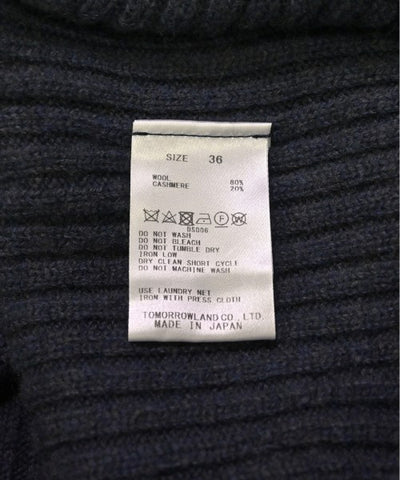 SIZE 36
WOOL 80%
CASHMERE 20%
DS006
DO NOT WASH
DO NOT BLEACH
DO NOT TUMBLE DRY
IRON LOW
DRY CLEAN SHORT CYCLE
DO NOT MACHINE WASH
USE LAUNDRY NET
IRON WITH PRESS CLOTH
TOMORROWLAND CO., LTD.
MADE IN JAPAN